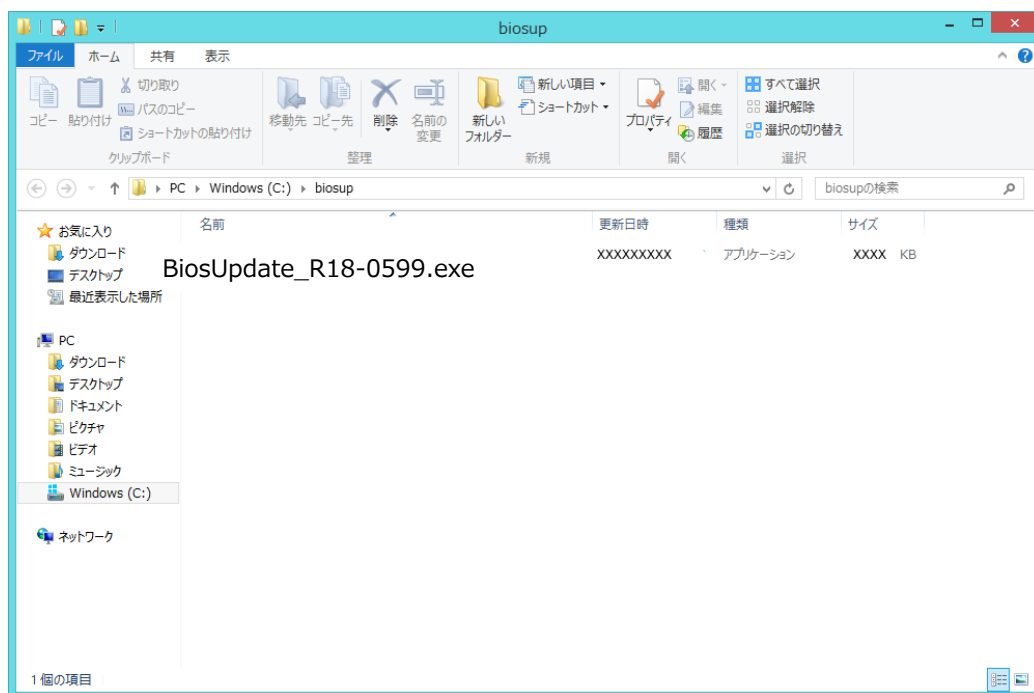 biosup
ファイル ホーム 共有 表示
コピー 貼り付け 切り取り パスのコピー ショートカットの貼り付け
移動先 コピー先 削除 名前の変更
新しいフォルダー 新しい項目 ショートカット
プロパティ 開く 編集 履歴
すべて選択 選択解除 選択の切り替え
クリップボード 整理 新規 開く 選択
PC Windows (C:) biosup biosupの検索
名前 更新日時 種類 サイズ
BiosUpdate_R18-0599.exe XXXXXXXXX アプリケーション XXXX KB
お気に入り
ダウンロード
デスクトップ
最近表示した場所
PC
ダウンロード
デスクトップ
ドキュメント
ピクチャ
ビデオ
ミュージック
Windows (C:)
ネットワーク
1個の項目